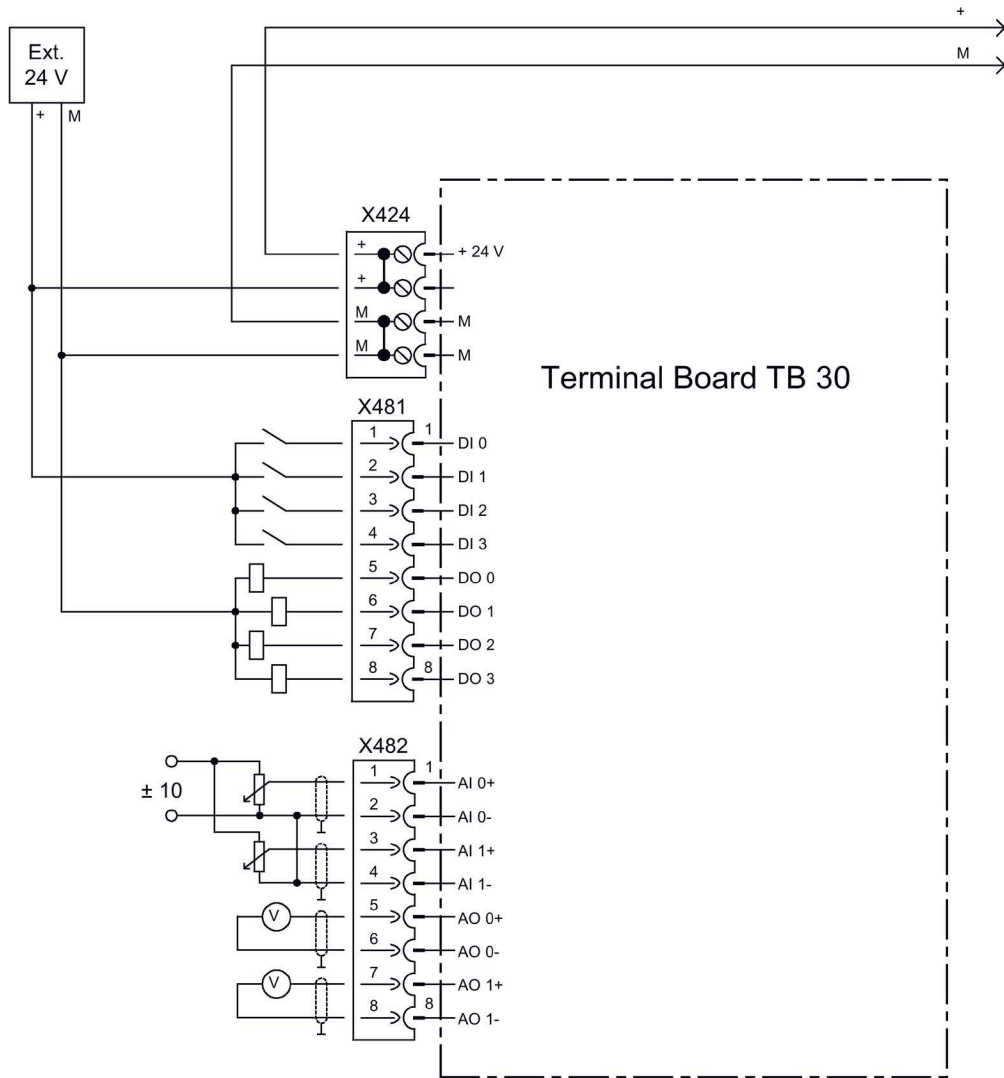 +
M
Ext.
24 V
+ M
X424
+ + 24 V
+
M M
M M
Terminal Board TB 30
X481
1 1 DI 0
2 DI 1
3 DI 2
4 DI 3
5 DO 0
6 DO 1
7 DO 2
8 8 DO 3
X482
± 10
1 1 AI 0+
2 AI 0-
3 AI 1+
4 AI 1-
V 5 AO 0+
6 AO 0-
V 7 AO 1+
8 8 AO 1-